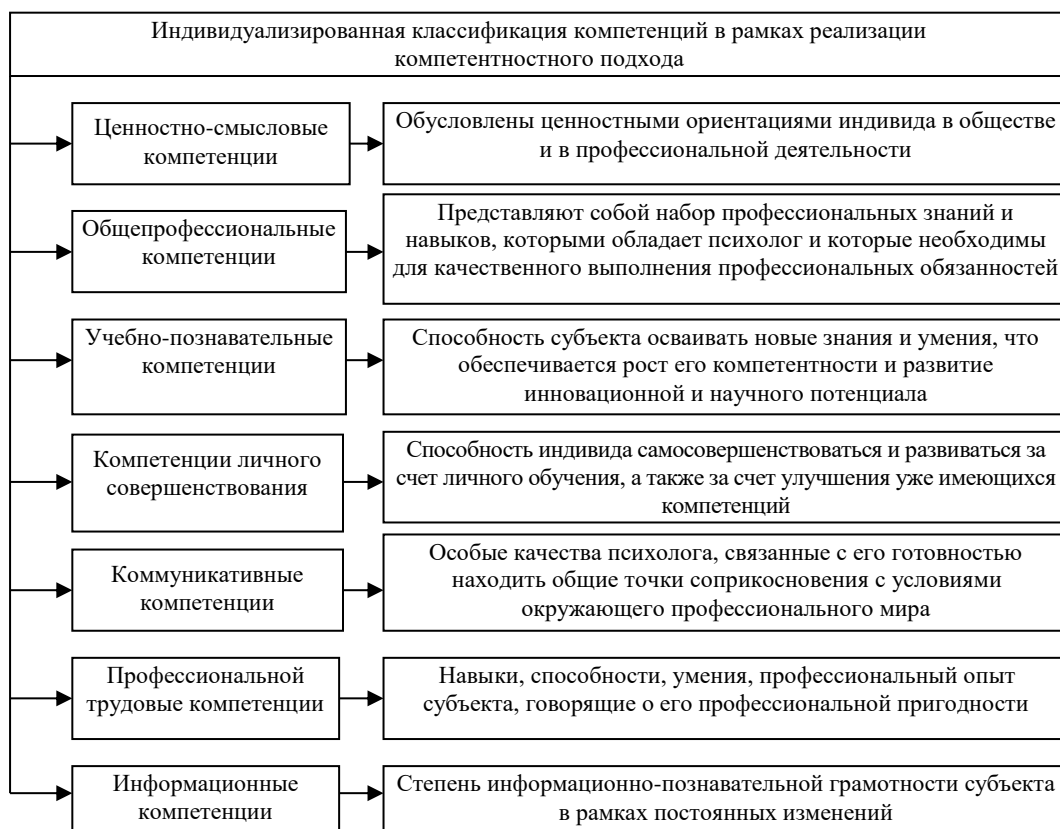 Индивидуализированная классификация компетенций в рамках реализации
компетентностного подхода
Ценностно-смысловые
компетенции
Обусловлены ценностными ориентациями индивида в обществе
и в профессиональной деятельности
Общепрофессиональные
компетенции
Представляют собой набор профессиональных знаний и
навыков, которыми обладает психолог и которые необходимы
для качественного выполнения профессиональных обязанностей
Учебно-познавательные
компетенции
Способность субъекта осваивать новые знания и умения, что
обеспечивается рост его компетентности и развитие
инновационной и научного потенциала
Компетенции личного
совершенствования
Способность индивида самосовершенствоваться и развиваться за
счет личного обучения, а также за счет улучшения уже имеющихся
компетенций
Коммуникативные
компетенции
Особые качества психолога, связанные с его готовностью
находить общие точки соприкосновения с условиями
окружающего профессионального мира
Профессиональной
трудовые компетенции
Навыки, способности, умения, профессиональный опыт
субъекта, говорящие о его профессиональной пригодности
Информационные
компетенции
Степень информационно-познавательной грамотности субъекта
в рамках постоянных изменений